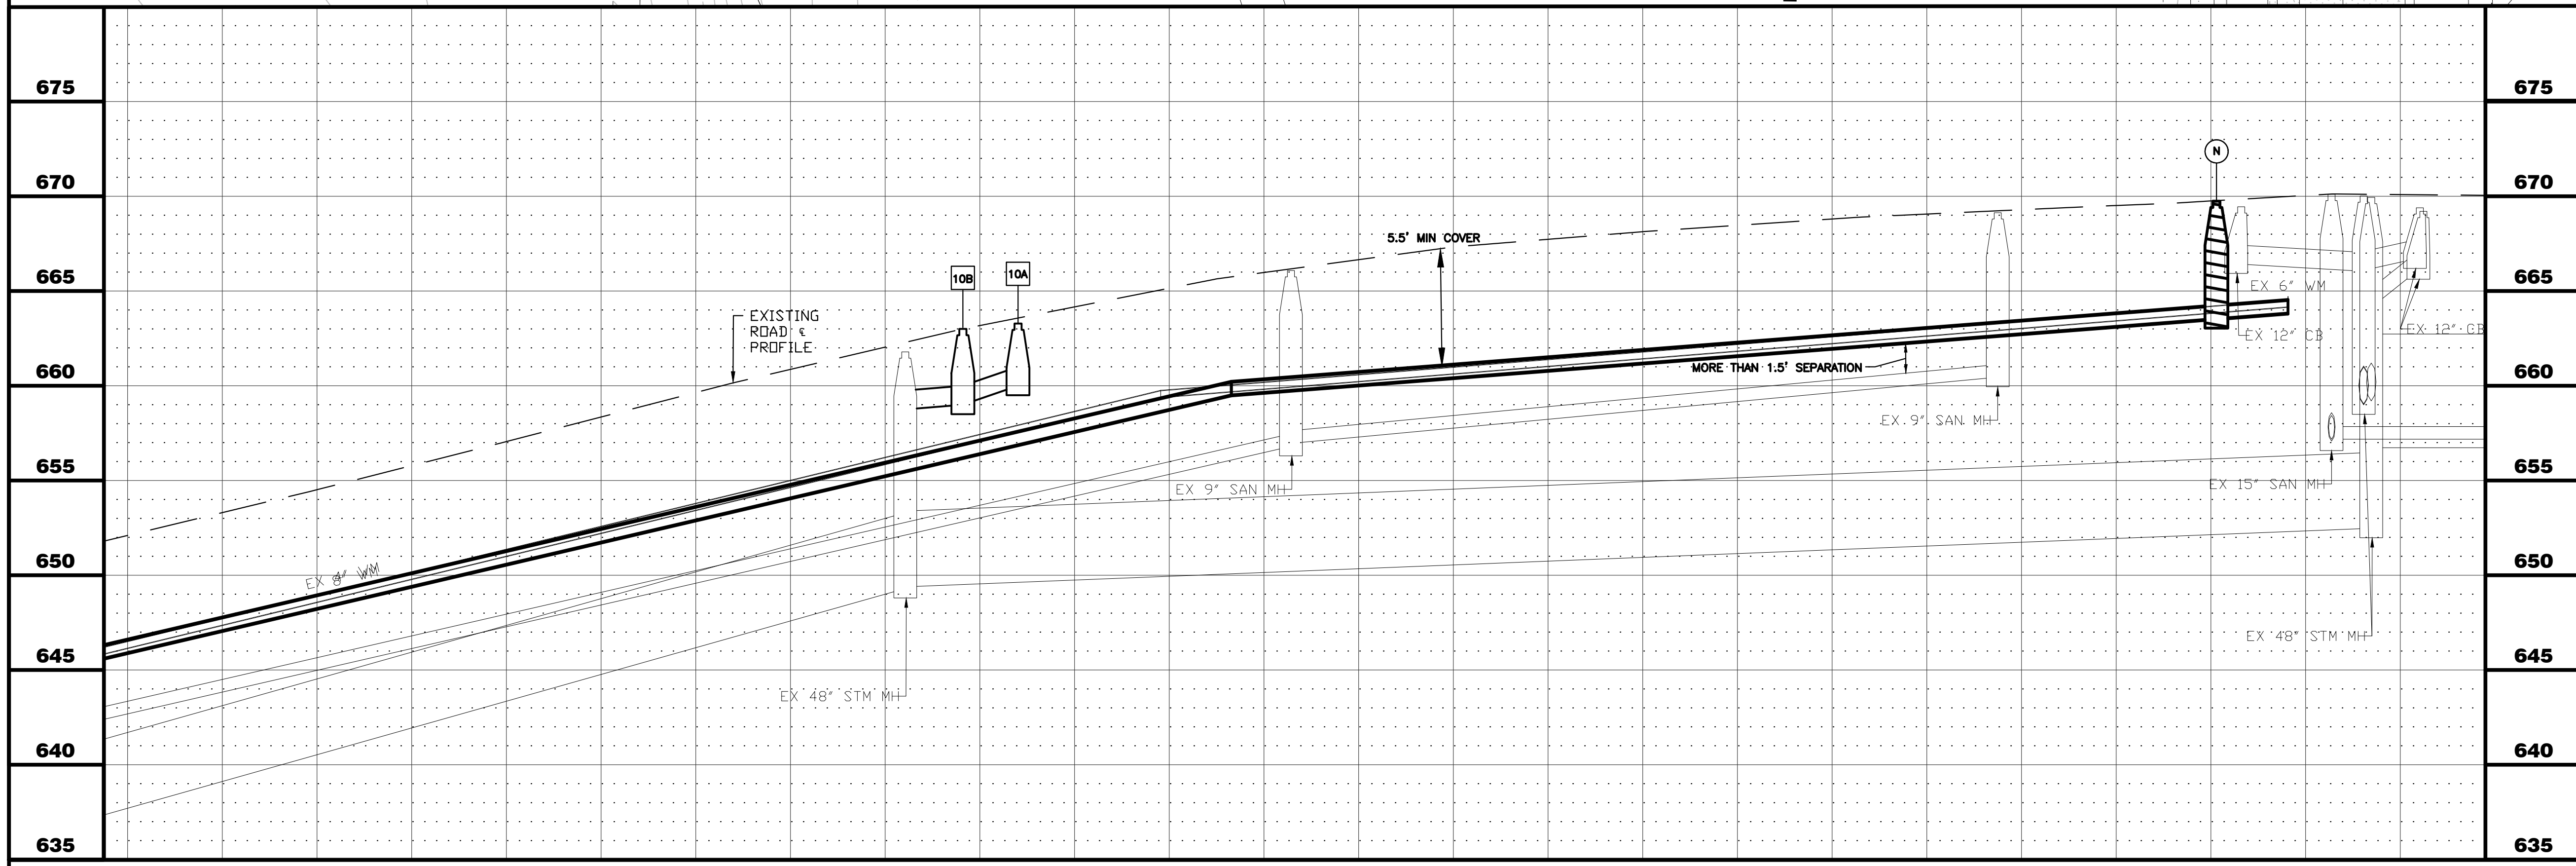 675
675
670
670
N
5.5' MIN COVER
10B
10A
665
665
EX 6" WM
EXISTING
ROAD ℄
PROFILE
EX 12" CB
EX 12" CB
660
660
MORE THAN 1.5' SEPARATION
EX 9" SAN MH
655
655
EX 9" SAN MH
EX 15" SAN MH
650
650
EX WM
645
645
EX 48" STM MH
EX 48" STM MH
640
640
635
635